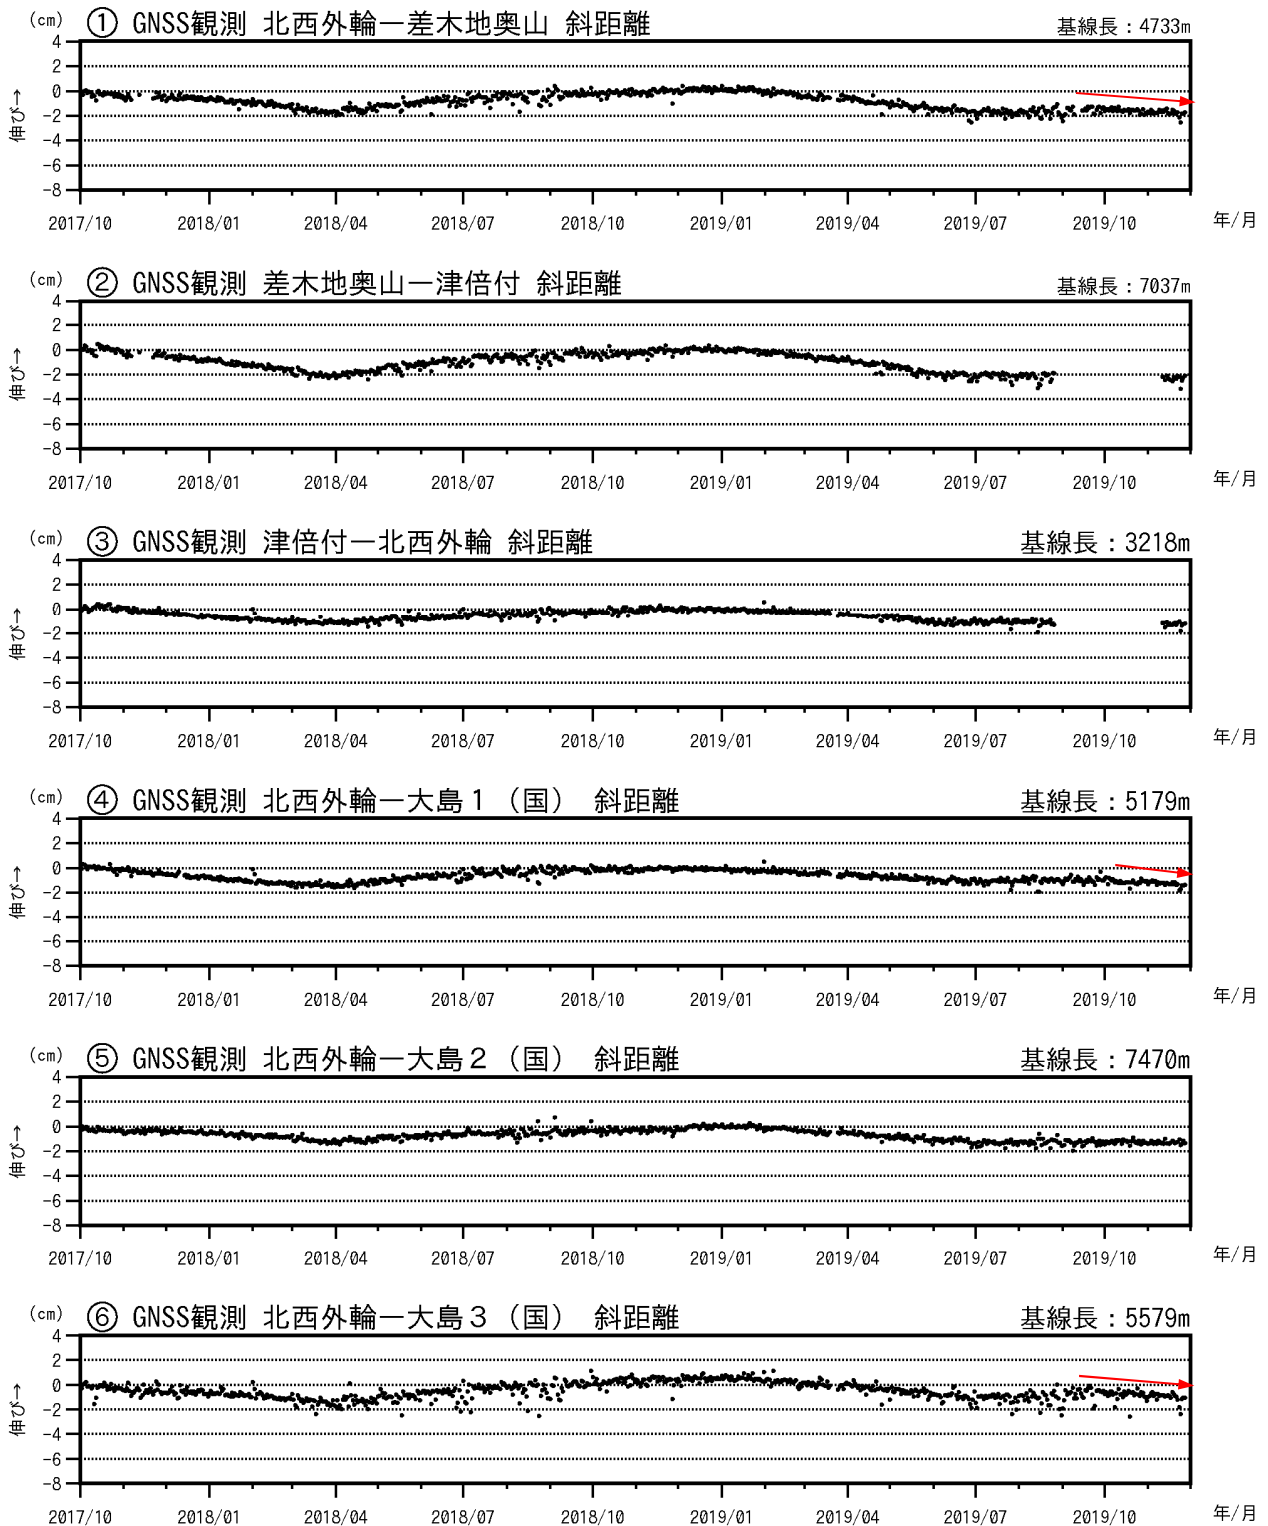 (cm) ① GNSS観測 北西外輪ー差木地奥山 斜距離 基線長：4733m
4
2
0
-2
-4
-6
-8
伸び→
2017/10 2018/01 2018/04 2018/07 2018/10 2019/01 2019/04 2019/07 2019/10 年/月
(cm) ② GNSS観測 差木地奥山ー津倍付 斜距離 基線長：7037m
4
2
0
-2
-4
-6
-8
伸び→
2017/10 2018/01 2018/04 2018/07 2018/10 2019/01 2019/04 2019/07 2019/10 年/月
(cm) ③ GNSS観測 津倍付ー北西外輪 斜距離 基線長：3218m
4
2
0
-2
-4
-6
-8
伸び→
2017/10 2018/01 2018/04 2018/07 2018/10 2019/01 2019/04 2019/07 2019/10 年/月
(cm) ④ GNSS観測 北西外輪ー大島１（国） 斜距離 基線長：5179m
4
2
0
-2
-4
-6
-8
伸び→
2017/10 2018/01 2018/04 2018/07 2018/10 2019/01 2019/04 2019/07 2019/10 年/月
(cm) ⑤ GNSS観測 北西外輪ー大島２（国） 斜距離 基線長：7470m
4
2
0
-2
-4
-6
-8
伸び→
2017/10 2018/01 2018/04 2018/07 2018/10 2019/01 2019/04 2019/07 2019/10 年/月
(cm) ⑥ GNSS観測 北西外輪ー大島３（国） 斜距離 基線長：5579m
4
2
0
-2
-4
-6
-8
伸び→
2017/10 2018/01 2018/04 2018/07 2018/10 2019/01 2019/04 2019/07 2019/10 年/月